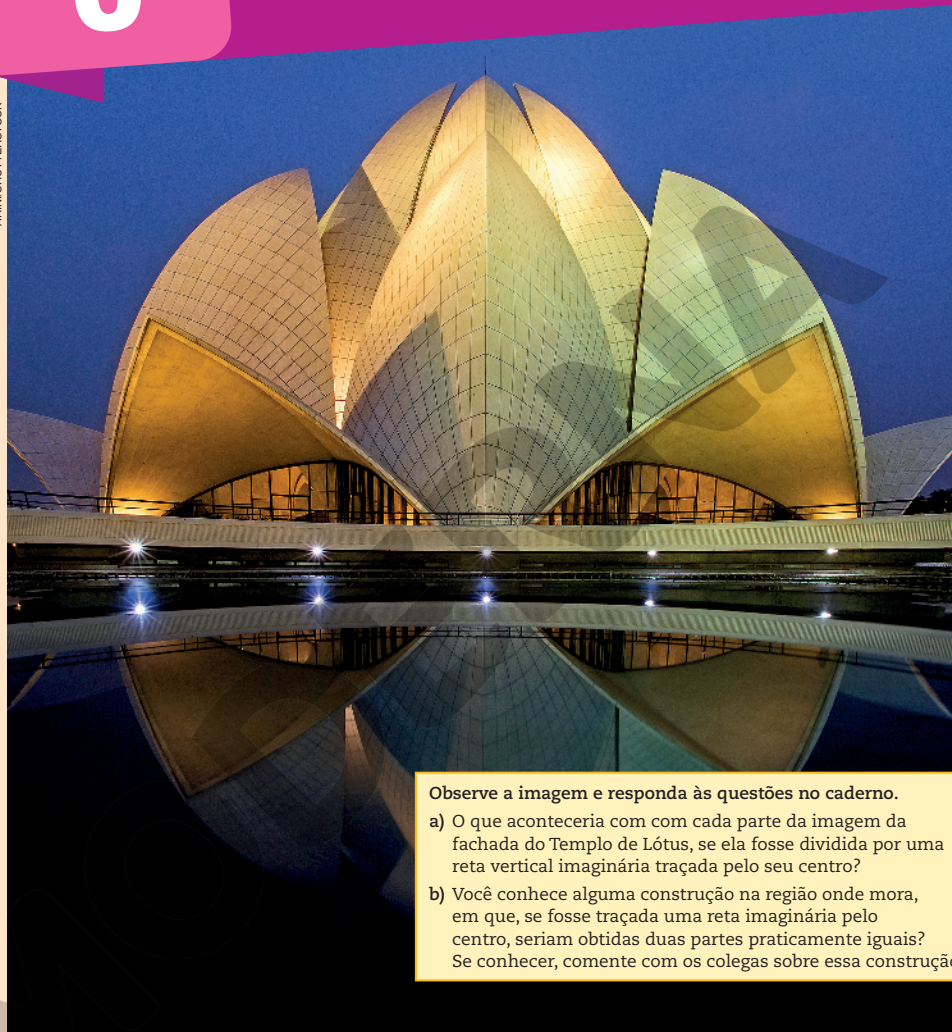 Observe a imagem e responda às questões no caderno.
a) O que aconteceria com com cada parte da imagem da
fachada do Templo de Lótus, se ela fosse dividida por uma
reta vertical imaginária traçada pelo seu centro?
b) Você conhece alguma construção na região onde mora,
em que, se fosse traçada uma reta imaginária pelo
centro, seriam obtidas duas partes praticamente iguais?
Se conhecer, comente com os colegas sobre essa construção